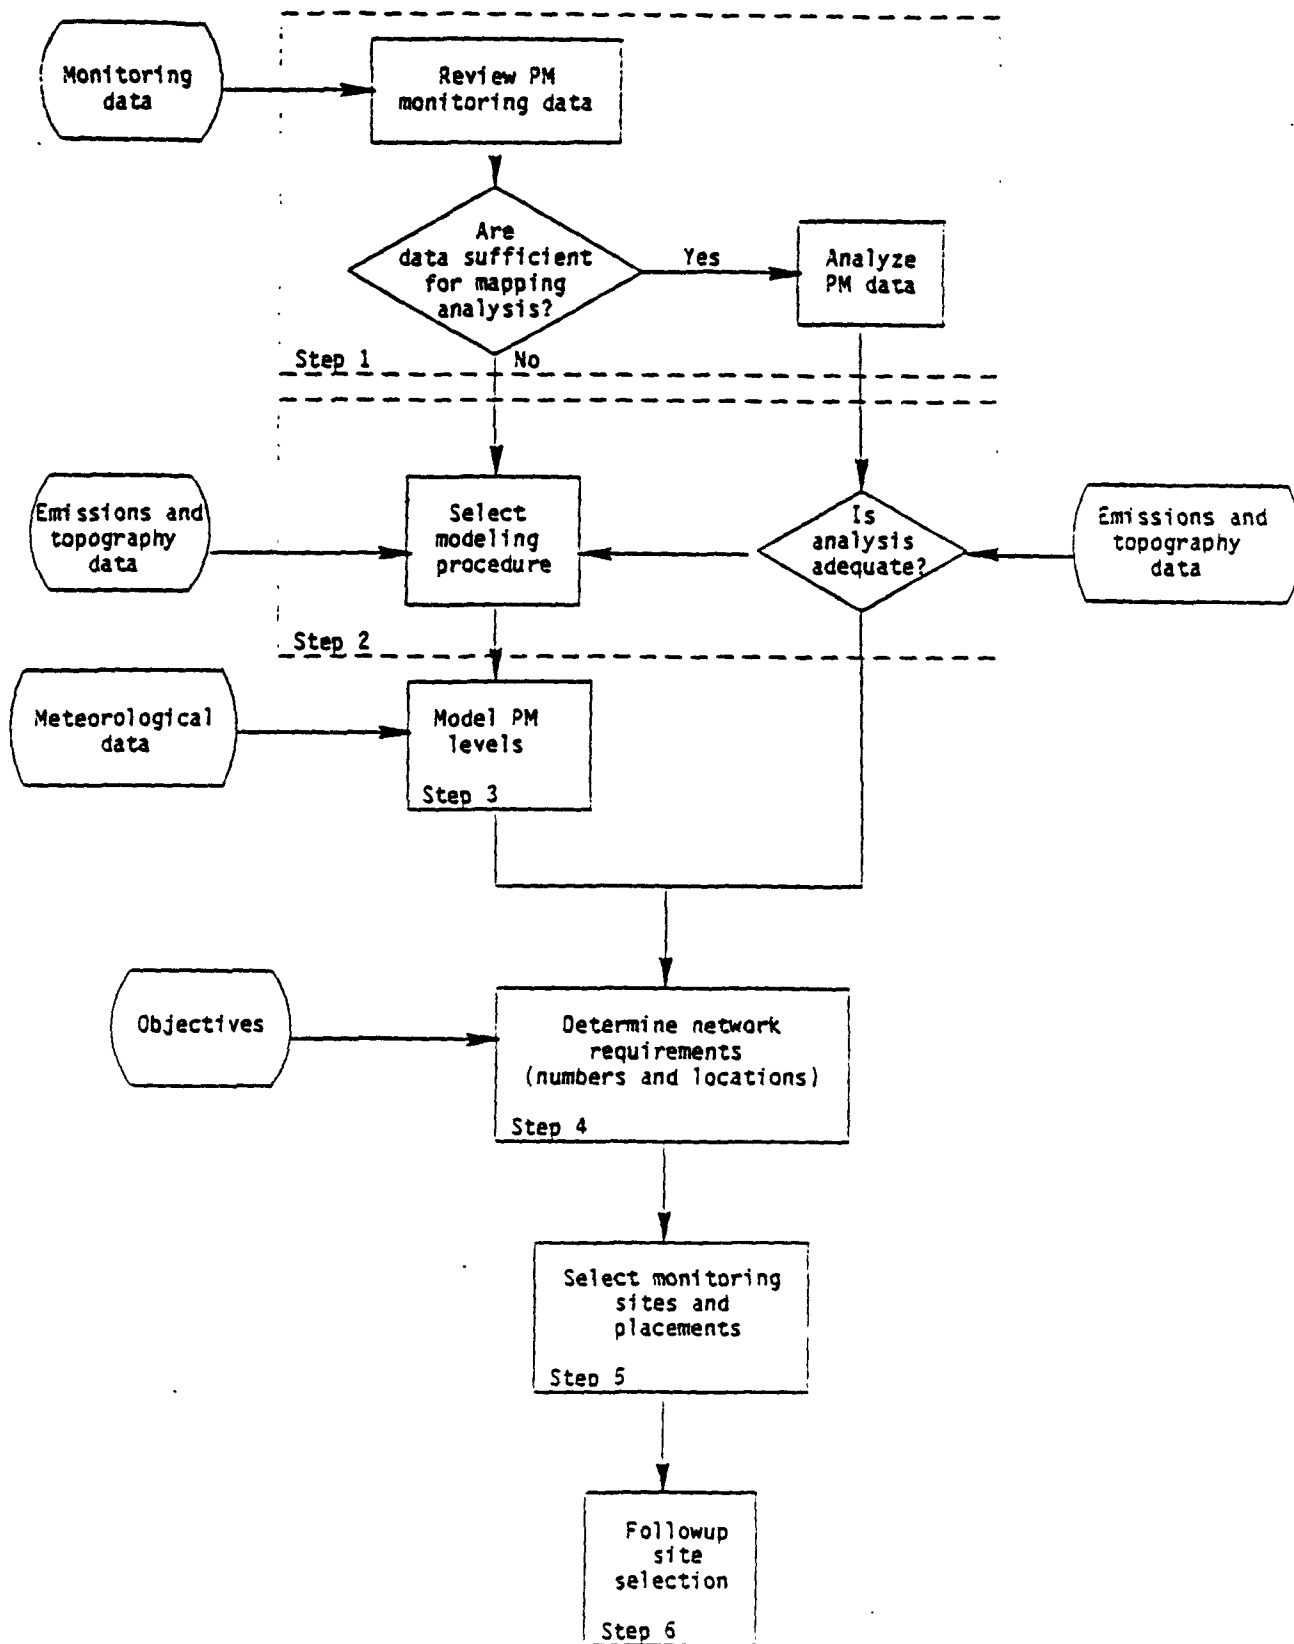 Monitoring
data
Review PM
monitoring data
Are
data sufficient
for mapping
analysis?
Yes
Analyze
PM data
Step 1
No
Emissions and
topography
data
Select
modeling
procedure
Is
analysis
adequate?
Emissions and
topography
data
Step 2
Meteorological
data
Model PM
levels
Step 3
Objectives
Determine network
requirements
(numbers and locations)
Step 4
Select monitoring
sites and
placements
Step 5
Followup
site
selection
Step 6